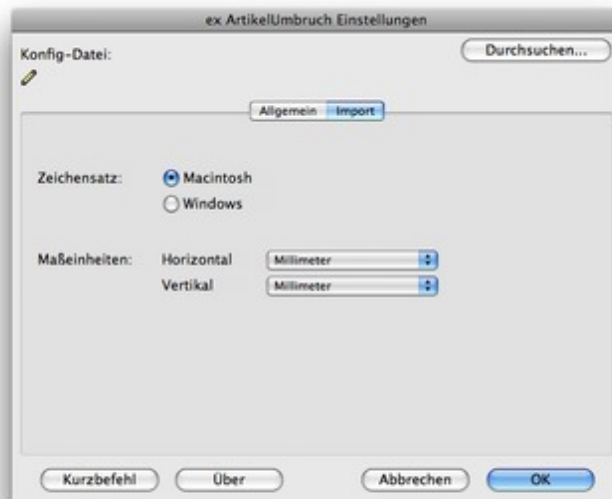 ex ArtikelUmbruch Einstellungen
Konfig-Datei:
Durchsuchen...
Allgemein Import
Zeichensatz: Macintosh
Windows
Maßeinheiten: Horizontal Millimeter
Vertikal Millimeter
Kurzbefehl Über Abbrechen OK